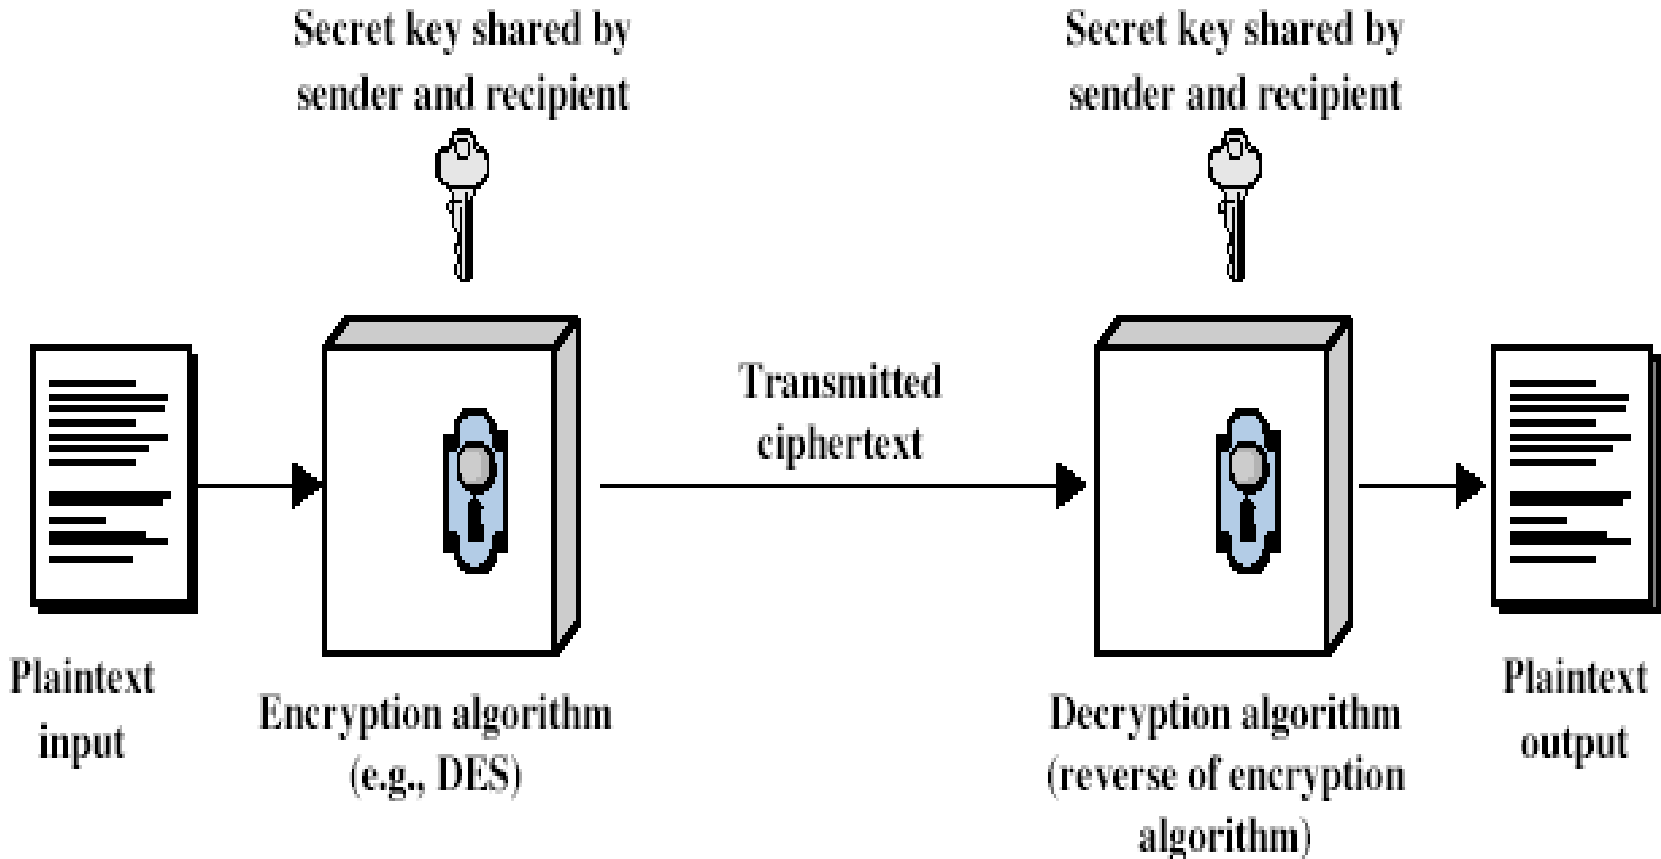 Secret key shared by
sender and recipient
Secret key shared by
sender and recipient
Transmitted
ciphertext
Plaintext
input
Encryption algorithm
(e.g., DES)
Decryption algorithm
(reverse of encryption
algorithm)
Plaintext
output